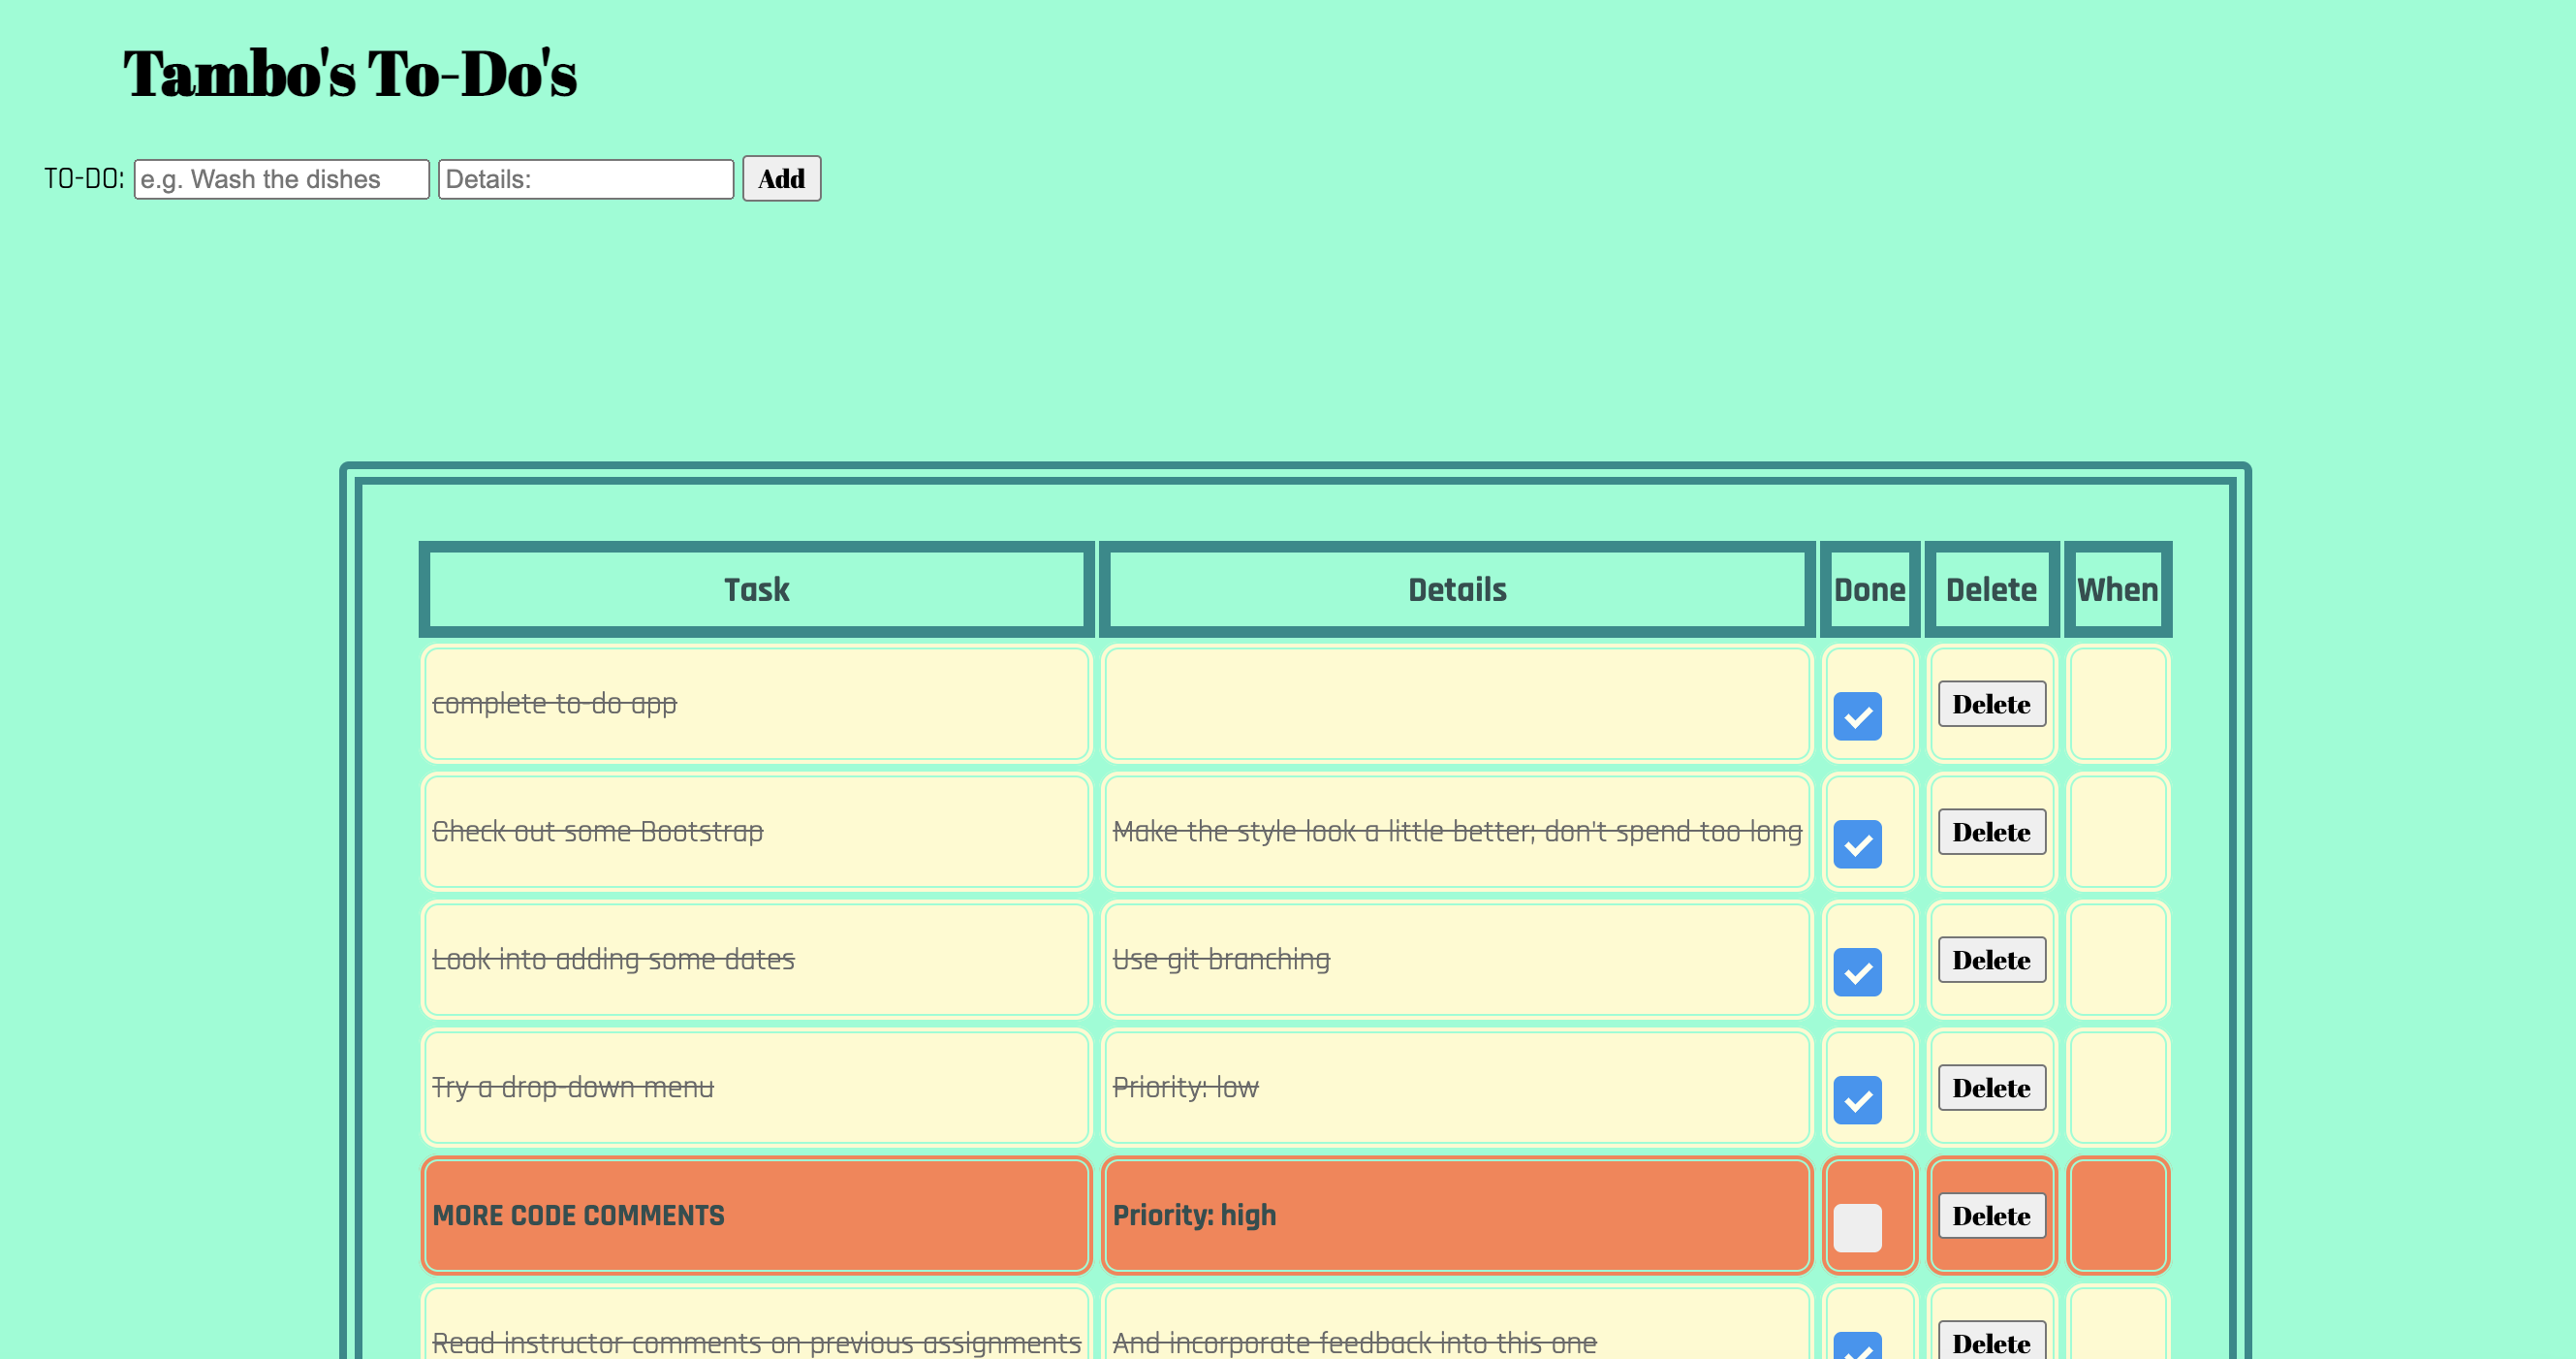 Tambo's To-Do's
TO-DO: e.g. Wash the dishes Details: Add
Task Details Done Delete When
complete to-do app Delete
Check out some Bootstrap Make the style look a little better; don't spend too long Delete
Look into adding some dates Use git branching Delete
Try a drop-down menu Priority: low Delete
MORE CODE COMMENTS Priority: high Delete
Read instructor comments on previous assignments And incorporate feedback into this one Delete